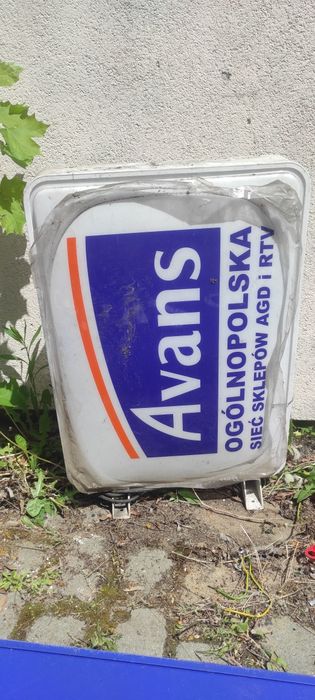 Avans
OGÓLNOPOLSKA
SIEĆ SKLEPÓW AGD i RTV